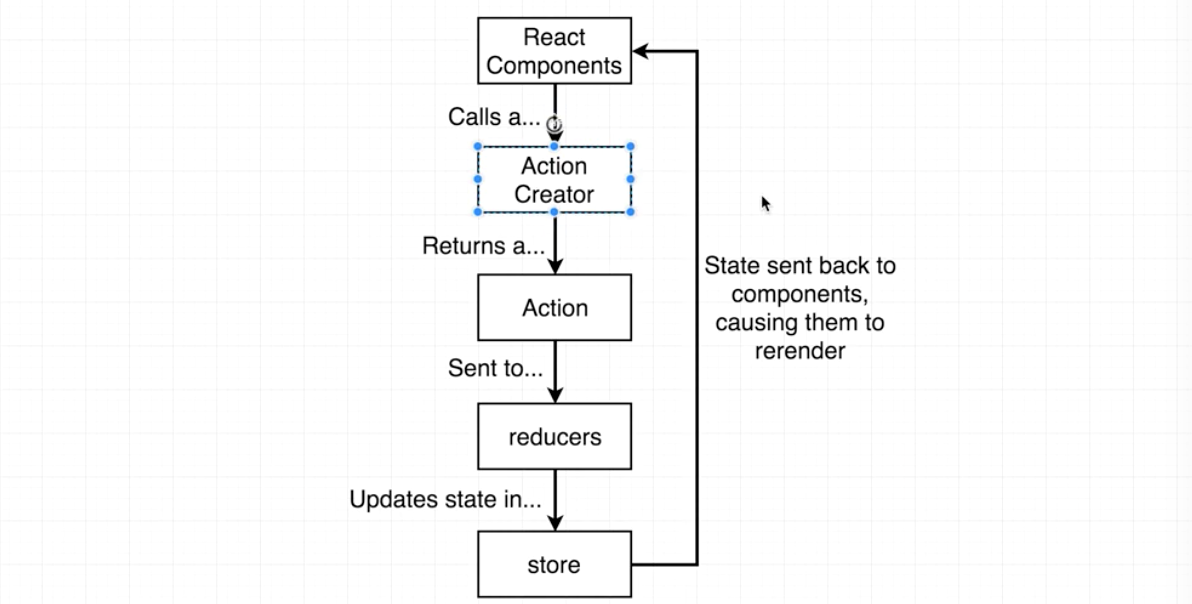 React
Components
Calls a...
Action
Creator
Returns a...
Action
Sent to...
reducers
Updates state in...
store
State sent back to
components,
causing them to
rerender